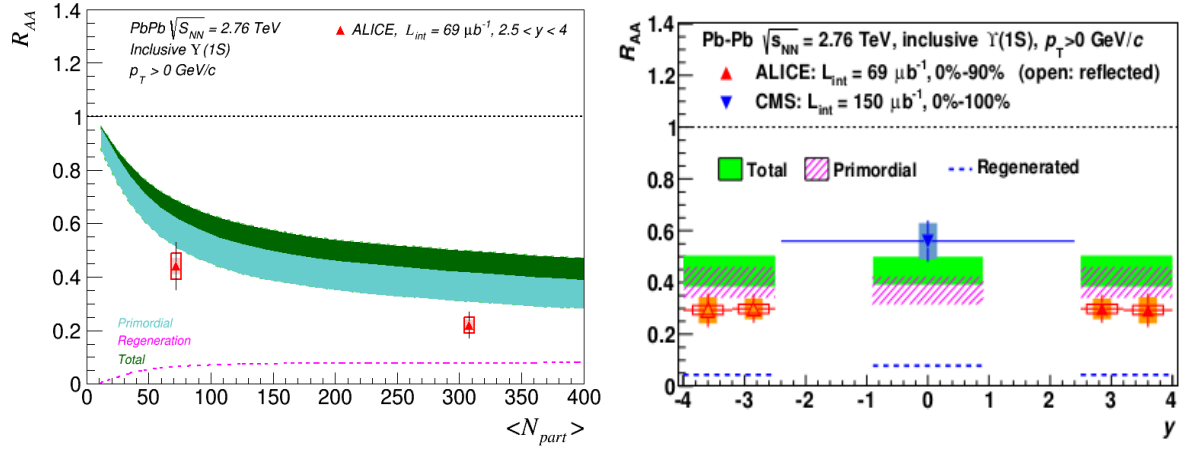 R_AA
1.4
1.2
1
0.8
0.6
0.4
0.2
0
PbPb √S_NN = 2.76 TeV
Inclusive ϒ(1S)
p_T > 0 GeV/c
ALICE, L_int = 69 μb⁻¹, 2.5 < y < 4
Primordial
Regeneration
Total
0 50 100 150 200 250 300 350 400
<N_part>
R_AA
1.4
1.2
1
0.8
0.6
0.4
0.2
0
Pb-Pb √s_NN = 2.76 TeV, inclusive ϒ(1S), p_T>0 GeV/c
ALICE: L_int = 69 μb⁻¹, 0%-90% (open: reflected)
CMS: L_int = 150 μb⁻¹, 0%-100%
Total Primordial Regenerated
-4 -3 -2 -1 0 1 2 3 4
y